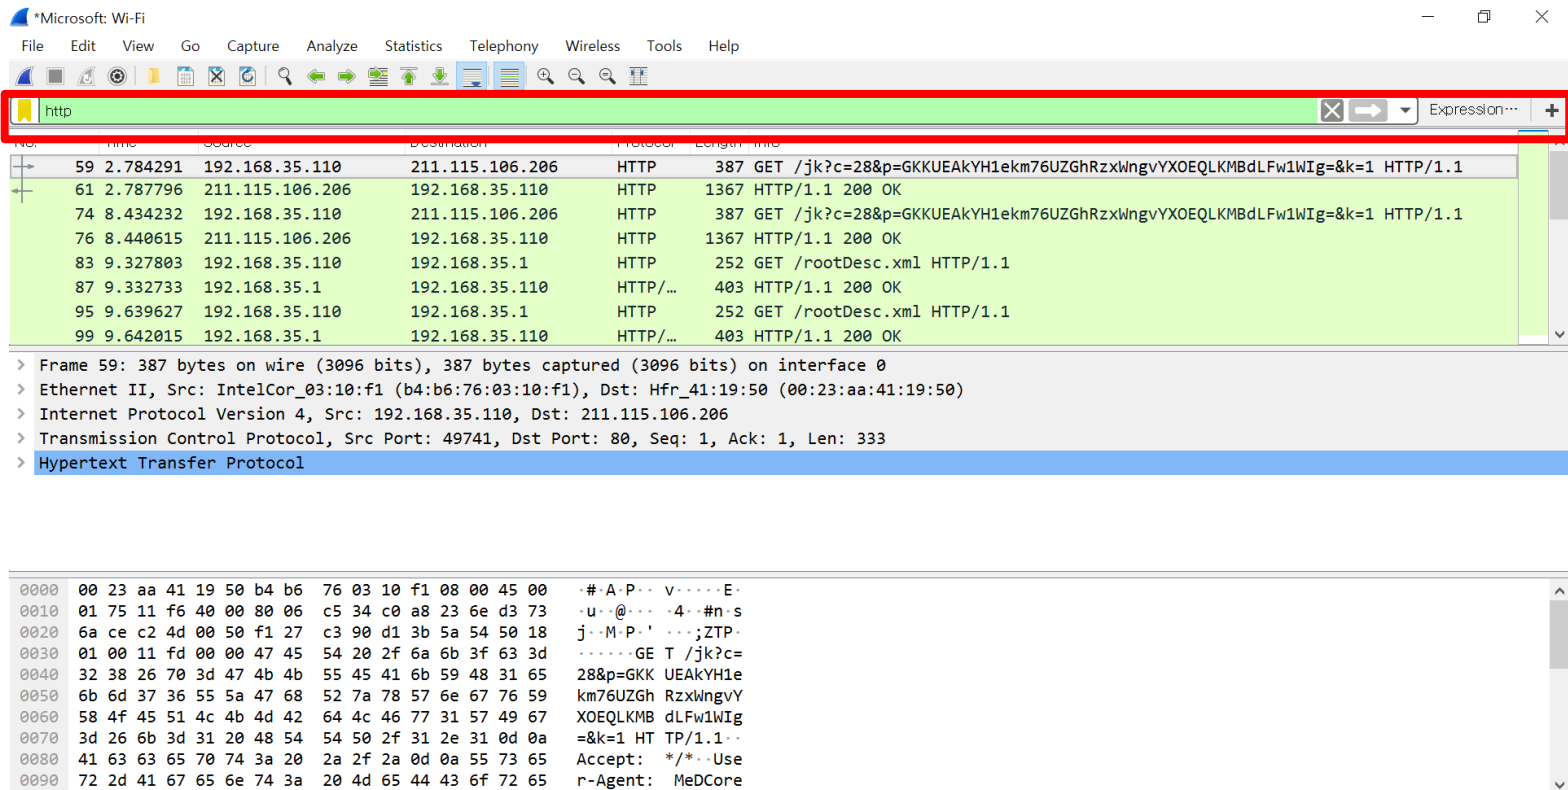 *Microsoft: Wi-Fi
File Edit View Go Capture Analyze Statistics Telephony Wireless Tools Help
http Expression···
59 2.784291 192.168.35.110 211.115.106.206 HTTP 387 GET /jk?c=28&p=GKKUEAkYH1ekm76UZGhRzxWngvYXOEQLKMBdLFw1WIg=&k=1 HTTP/1.1
61 2.787796 211.115.106.206 192.168.35.110 HTTP 1367 HTTP/1.1 200 OK
74 8.434232 192.168.35.110 211.115.106.206 HTTP 387 GET /jk?c=28&p=GKKUEAkYH1ekm76UZGhRzxWngvYXOEQLKMBdLFw1WIg=&k=1 HTTP/1.1
76 8.440615 211.115.106.206 192.168.35.110 HTTP 1367 HTTP/1.1 200 OK
83 9.327803 192.168.35.110 192.168.35.1 HTTP 252 GET /rootDesc.xml HTTP/1.1
87 9.332733 192.168.35.1 192.168.35.110 HTTP/… 403 HTTP/1.1 200 OK
95 9.639627 192.168.35.110 192.168.35.1 HTTP 252 GET /rootDesc.xml HTTP/1.1
99 9.642015 192.168.35.1 192.168.35.110 HTTP/… 403 HTTP/1.1 200 OK
Frame 59: 387 bytes on wire (3096 bits), 387 bytes captured (3096 bits) on interface 0
Ethernet II, Src: IntelCor_03:10:f1 (b4:b6:76:03:10:f1), Dst: Hfr_41:19:50 (00:23:aa:41:19:50)
Internet Protocol Version 4, Src: 192.168.35.110, Dst: 211.115.106.206
Transmission Control Protocol, Src Port: 49741, Dst Port: 80, Seq: 1, Ack: 1, Len: 333
Hypertext Transfer Protocol
0000 00 23 aa 41 19 50 b4 b6 76 03 10 f1 08 00 45 00 ·#·A·P·· v·····E·
0010 01 75 11 f6 40 00 80 06 c5 34 c0 a8 23 6e d3 73 ·u··@··· ·4··#n·s
0020 6a ce c2 4d 00 50 f1 27 c3 90 d1 3b 5a 54 50 18 j··M·P·' ···;ZTP·
0030 01 00 11 fd 00 00 47 45 54 20 2f 6a 6b 3f 63 3d ······GE T /jk?c=
0040 32 38 26 70 3d 47 4b 4b 55 45 41 6b 59 48 31 65 28&p=GKK UEAkYH1e
0050 6b 6d 37 36 55 5a 47 68 52 7a 78 57 6e 67 76 59 km76UZGh RzxWngvY
0060 58 4f 45 51 4c 4b 4d 42 64 4c 46 77 31 57 49 67 XOEQLKMB dLFw1WIg
0070 3d 26 6b 3d 31 20 48 54 54 50 2f 31 2e 31 0d 0a =&k=1 HT TP/1.1··
0080 41 63 63 65 70 74 3a 20 2a 2f 2a 0d 0a 55 73 65 Accept: */*··Use
0090 72 2d 41 67 65 6e 74 3a 20 4d 65 44 43 6f 72 65 r-Agent: MeDCore